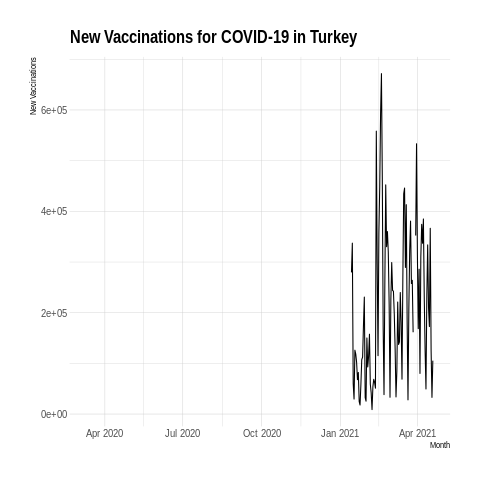 New Vaccinations for COVID-19 in Turkey
New Vaccinations
6e+05
4e+05
2e+05
0e+00
Apr 2020 Jul 2020 Oct 2020 Jan 2021 Apr 2021
Month